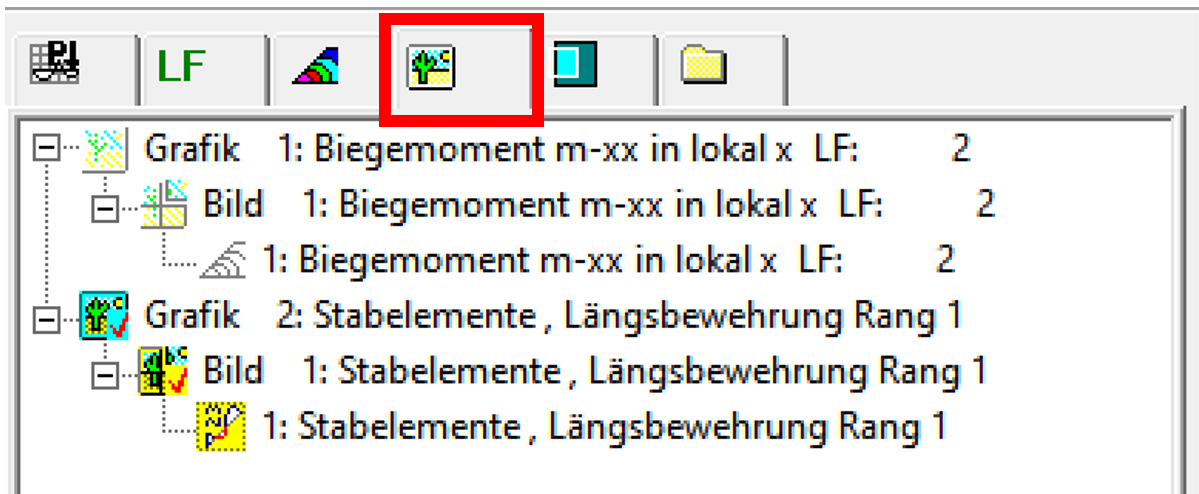 LF
Grafik 1: Biegemoment m-xx in lokal x LF: 2
Bild 1: Biegemoment m-xx in lokal x LF: 2
1: Biegemoment m-xx in lokal x LF: 2
Grafik 2: Stabelemente , Längsbewehrung Rang 1
Bild 1: Stabelemente , Längsbewehrung Rang 1
1: Stabelemente , Längsbewehrung Rang 1